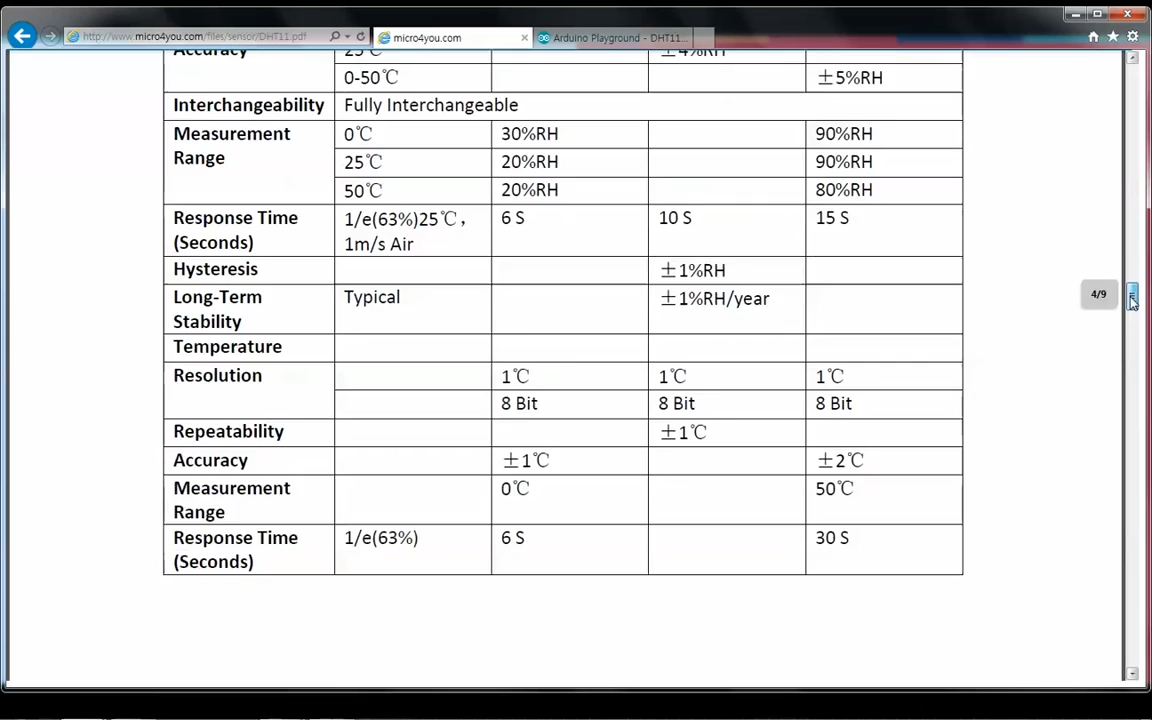 http://www.micro4you.com/files/sensor/DHT11.pdf
micro4you.com
Arduino Playground - DHT11...
Accuracy 25℃ ±4%RH
0-50℃ ±5%RH
Interchangeability Fully Interchangeable
Measurement Range 0℃ 30%RH 90%RH
25℃ 20%RH 90%RH
50℃ 20%RH 80%RH
Response Time (Seconds) 1/e(63%)25℃, 1m/s Air 6 S 10 S 15 S
Hysteresis ±1%RH
Long-Term Stability Typical ±1%RH/year
Temperature
Resolution 1℃ 1℃ 1℃
8 Bit 8 Bit 8 Bit
Repeatability ±1℃
Accuracy ±1℃ ±2℃
Measurement Range 0℃ 50℃
Response Time (Seconds) 1/e(63%) 6 S 30 S
4/9